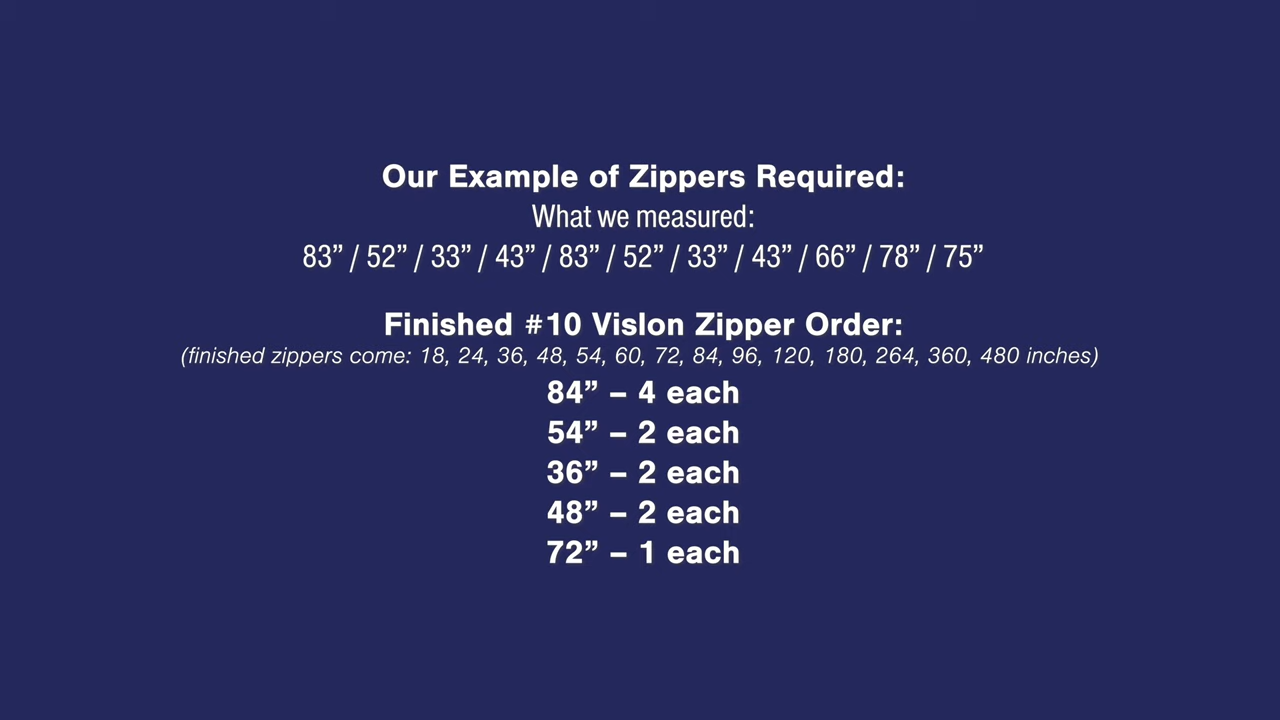 Our Example of Zippers Required:
What we measured:
83” / 52” / 33” / 43” / 83” / 52” / 33” / 43” / 66” / 78” / 75”
Finished #10 Vislon Zipper Order:
(finished zippers come: 18, 24, 36, 48, 54, 60, 72, 84, 96, 120, 180, 264, 360, 480 inches)
84” – 4 each
54” – 2 each
36” – 2 each
48” – 2 each
72” – 1 each